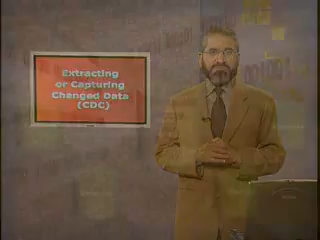 Extracting
or Capturing
Changed Data
(CDC)